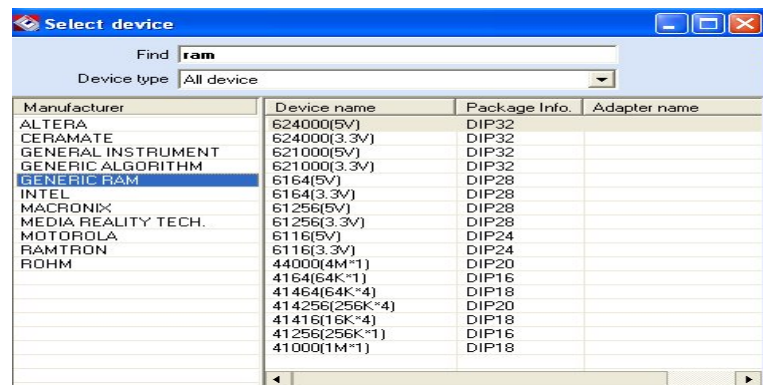 Select device
Find ram
Device type All device
Manufacturer Device name Package Info. Adapter name
ALTERA 624000(5V) DIP32
CERAMATE 624000(3.3V) DIP32
GENERAL INSTRUMENT 621000(5V) DIP32
GENERIC ALGORITHM 621000(3.3V) DIP32
GENERIC RAM 6164(5V) DIP28
INTEL 6164(3.3V) DIP28
MACRONIX 61256(5V) DIP28
MEDIA REALITY TECH. 61256(3.3V) DIP28
MOTOROLA 6116(5V) DIP24
RAMTRON 6116(3.3V) DIP24
ROHM 44000(4M*1) DIP20
4164(64K*1) DIP16
41464(64K*4) DIP18
414256(256K*4) DIP20
41416(16K*4) DIP18
41256(256K*1) DIP16
41000(1M*1) DIP18